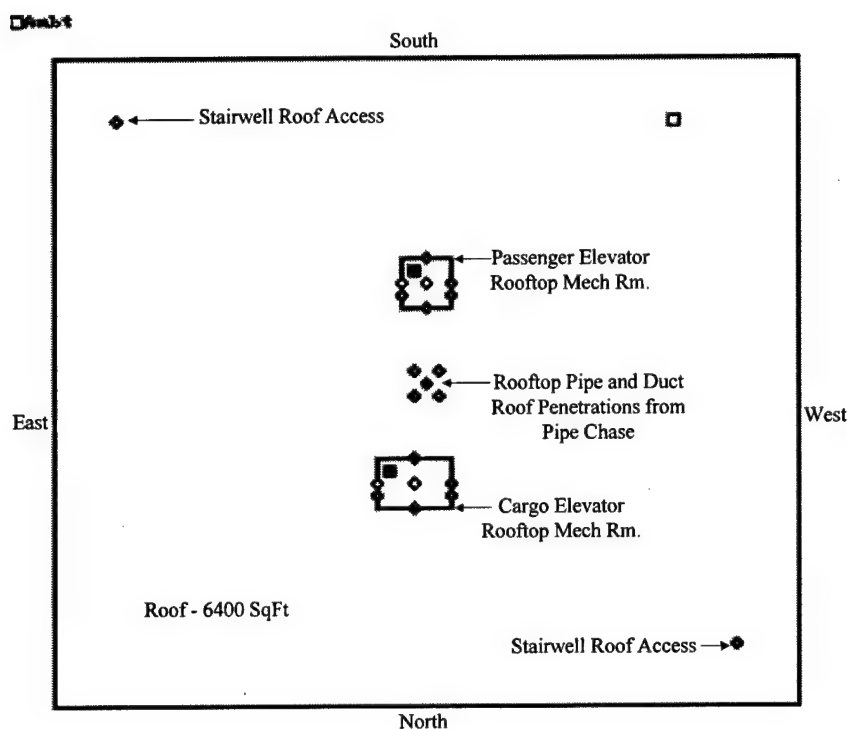 Ambt
South
Stairwell Roof Access
Passenger Elevator
Rooftop Mech Rm.
Rooftop Pipe and Duct
Roof Penetrations from
Pipe Chase
East
West
Cargo Elevator
Rooftop Mech Rm.
Roof - 6400 SqFt
Stairwell Roof Access
North